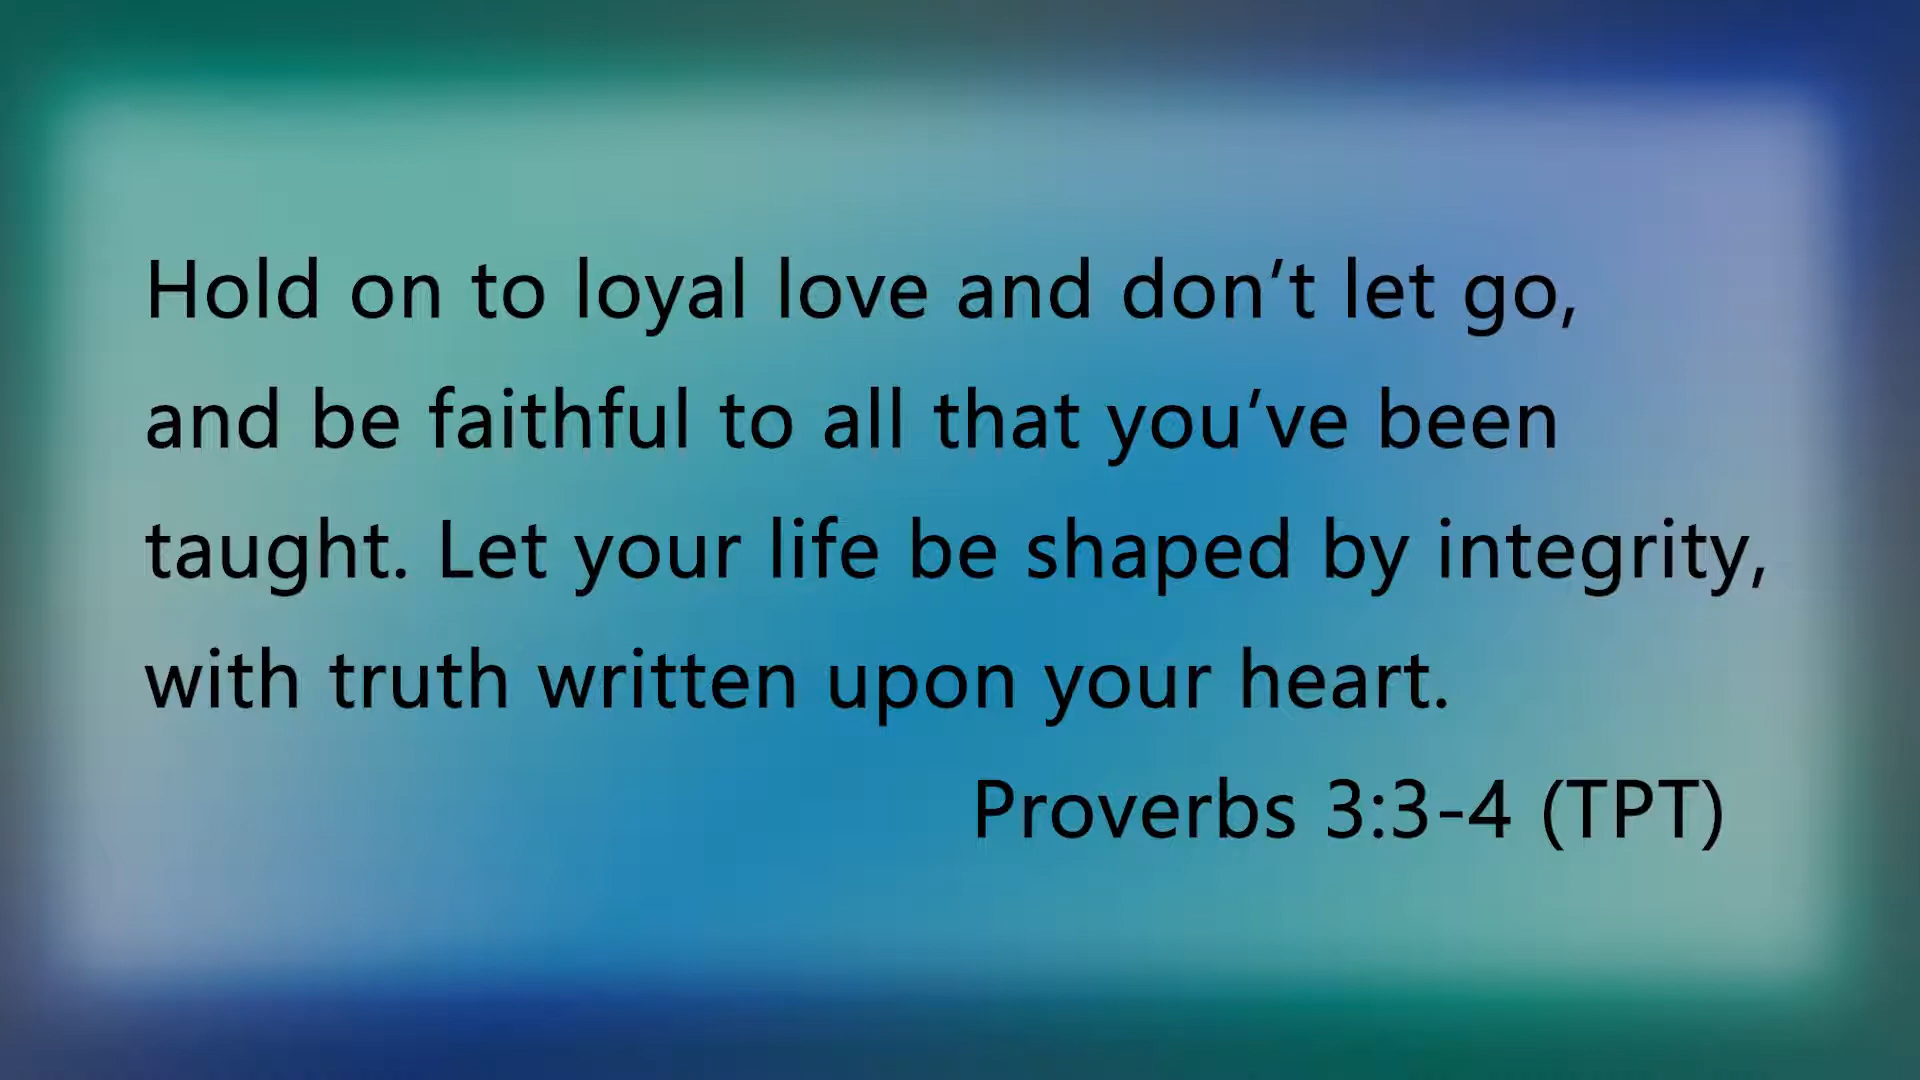 Hold on to loyal love and don’t let go,
and be faithful to all that you’ve been
taught. Let your life be shaped by integrity,
with truth written upon your heart.
Proverbs 3:3-4 (TPT)